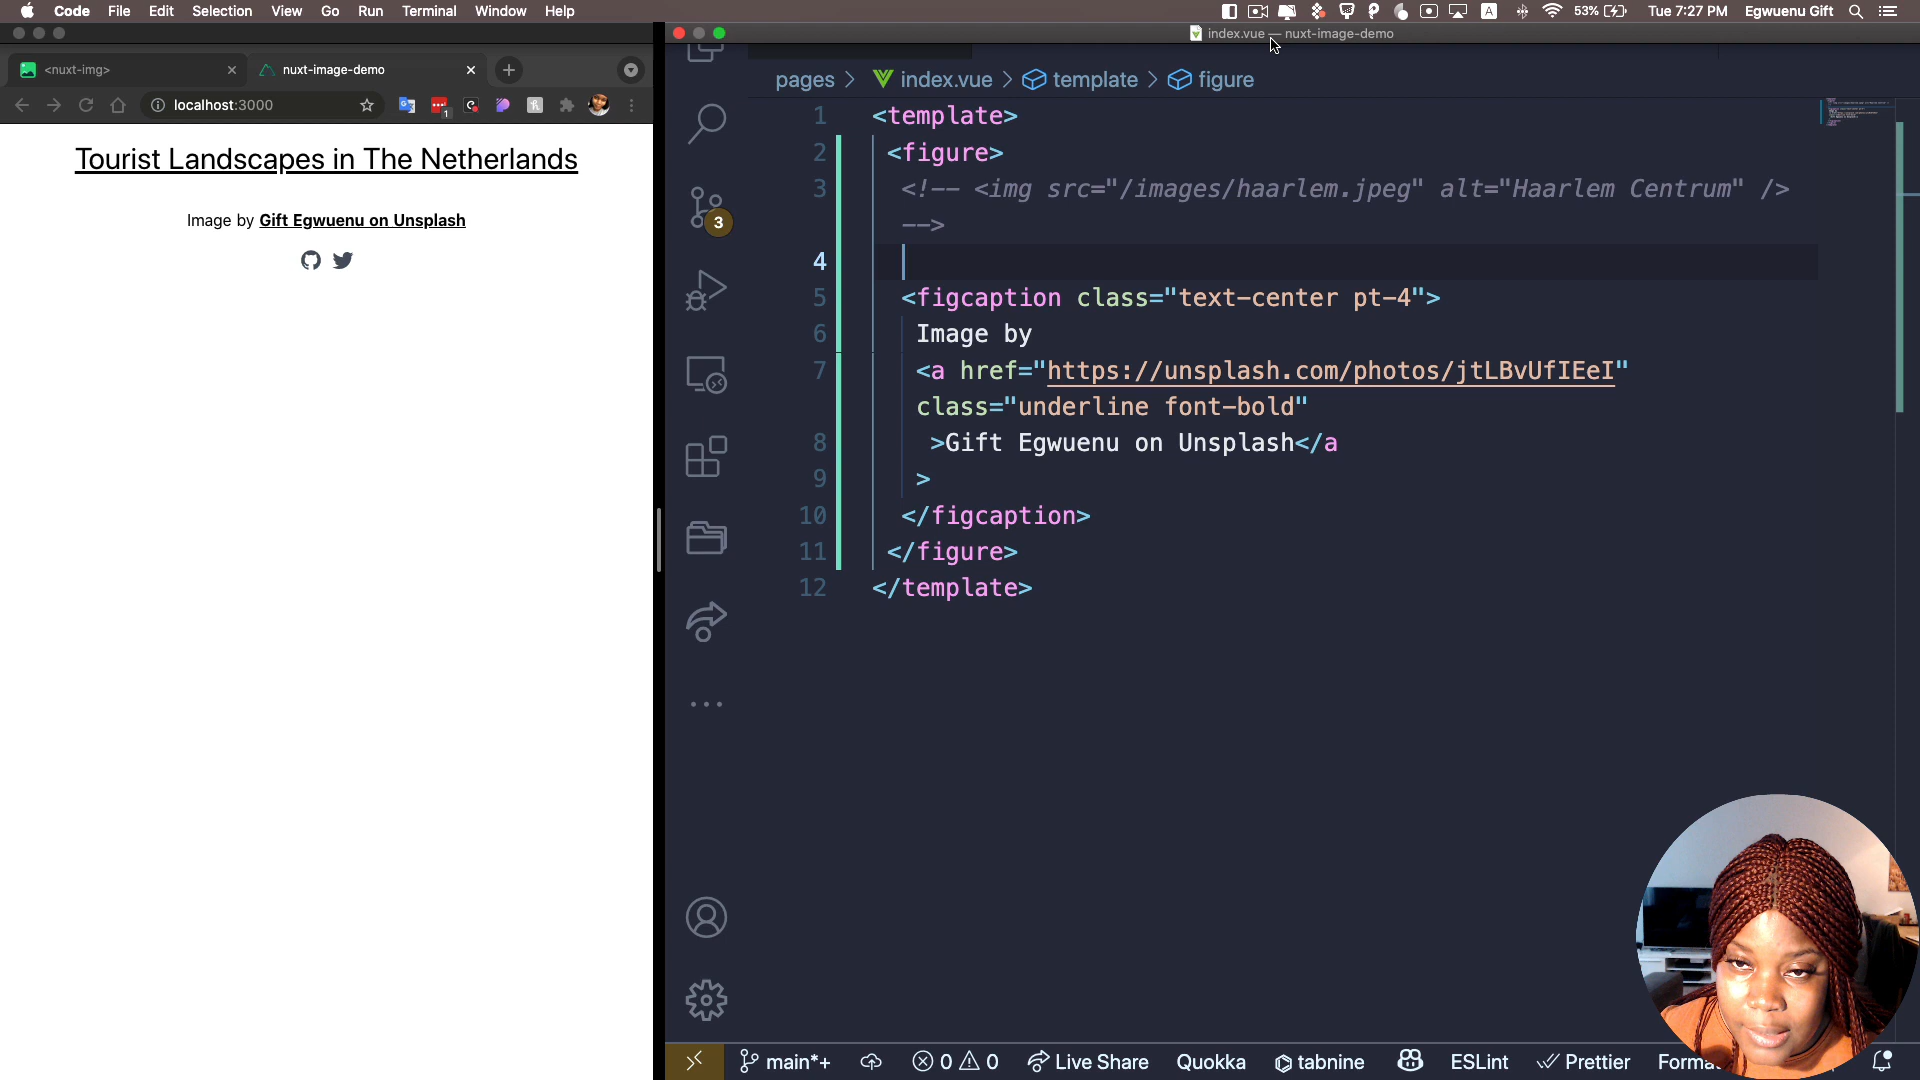 Code File Edit Selection View Go Run Terminal Window Help
53% Tue 7:27 PM Egwuenu Gift
index.vue — nuxt-image-demo
<nuxt-img>
nuxt-image-demo
localhost:3000
1
Tourist Landscapes in The Netherlands
Image by Gift Egwuenu on Unsplash
3
pages > index.vue > template > figure
1 <template>
2 <figure>
3 <!-- <img src="/images/haarlem.jpeg" alt="Haarlem Centrum" />
-->
4
5 <figcaption class="text-center pt-4">
6 Image by
7 <a href="https://unsplash.com/photos/jtLBvUfIEeI"
class="underline font-bold"
8 >Gift Egwuenu on Unsplash</a
9 >
10 </figcaption>
11 </figure>
12 </template>
main*+ 0 0 Live Share Quokka tabnine ESLint Prettier